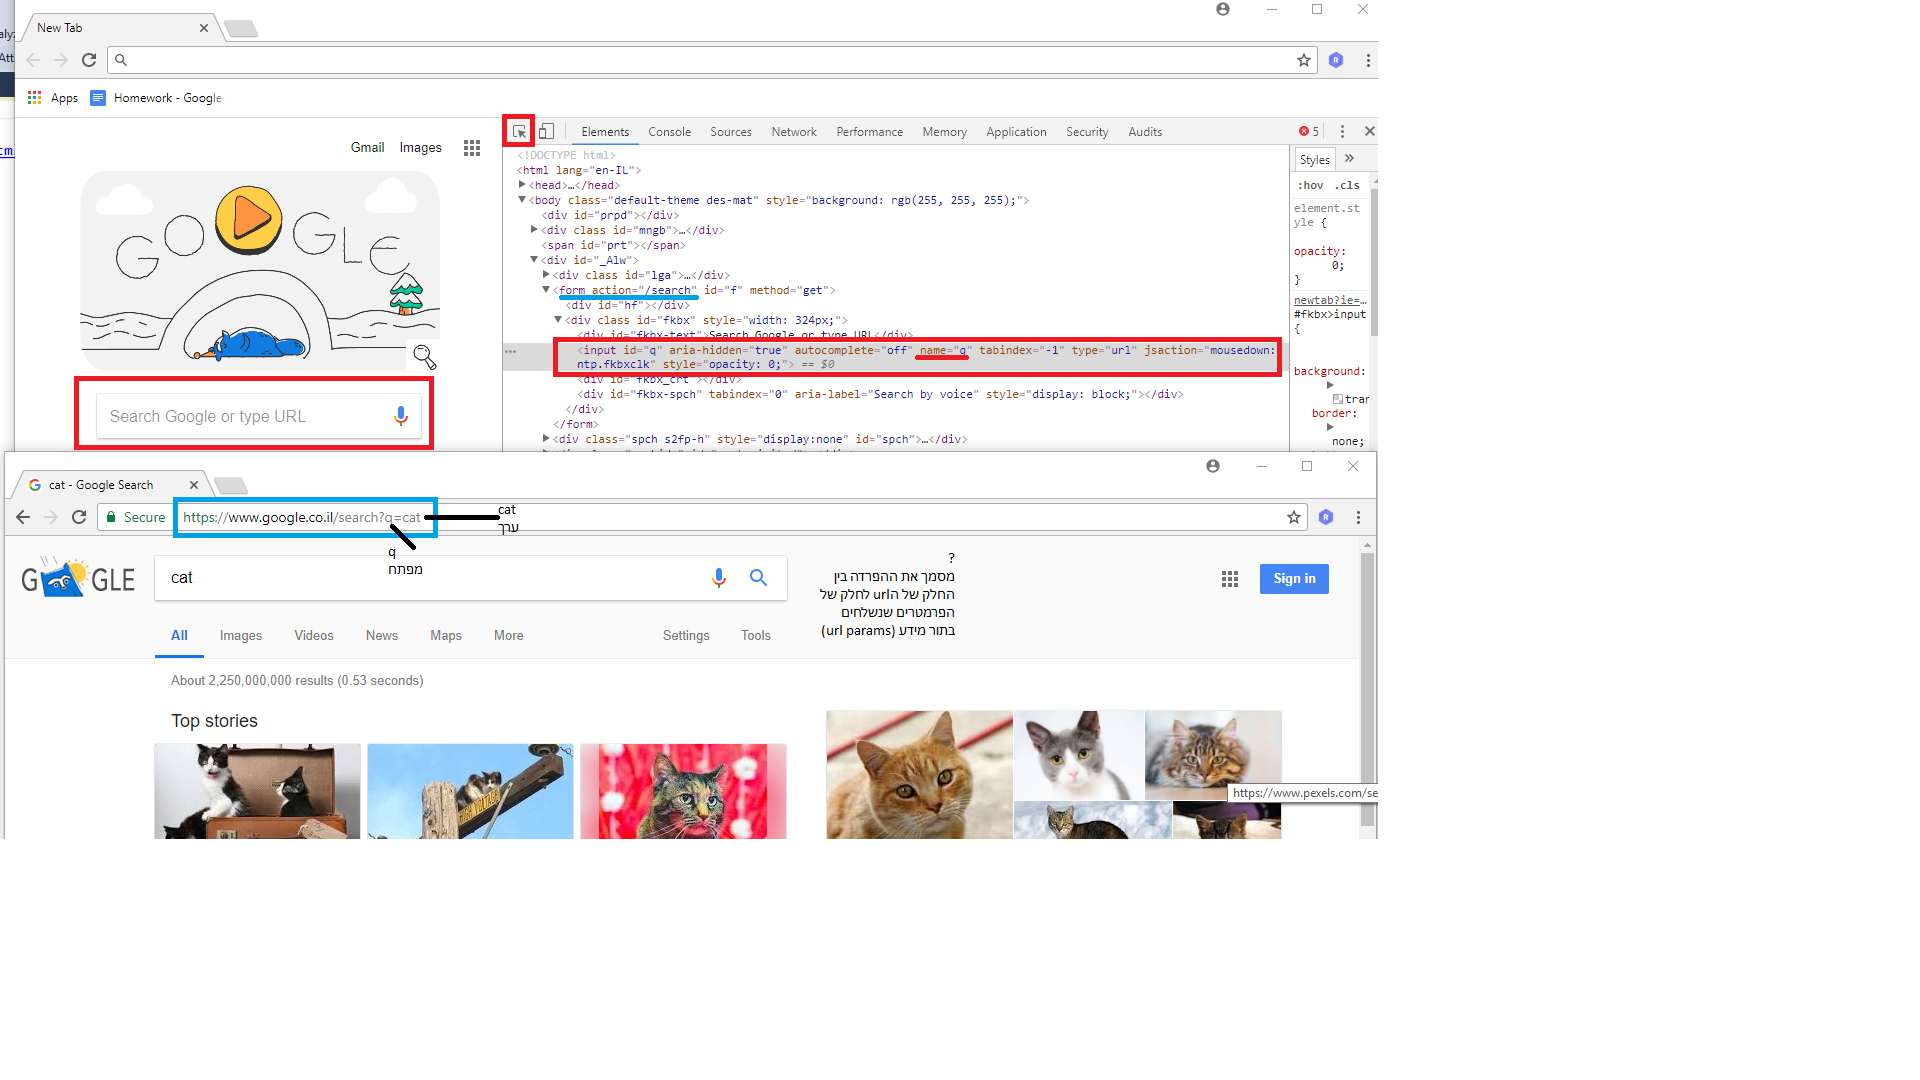 New Tab
alyz
Att
Apps
Homework - Google
cm
Gmail Images
GOOGLE
Search Google or type URL
Elements Console Sources Network Performance Memory Application Security Audits
5
<!DOCTYPE html>
<html lang="en-IL">
<head>…</head>
<body class="default-theme des-mat" style="background: rgb(255, 255, 255);">
<div id="prpd"></div>
<div class id="mngb">…</div>
<span id="prt"></span>
<div id="_Alw">
<div class id="lga">…</div>
<form action="/search" id="f" method="get">
<div id="hf"></div>
<div class id="fkbx" style="width: 324px;">
<div id="fkbx-text">Search Google or type URL</div>
<input id="q" aria-hidden="true" autocomplete="off" name="q" tabindex="-1" type="url" jsaction="mousedown:
ntp.fkbxclk" style="opacity: 0;"> == $0
<div id="fkbx_crt"></div>
<div id="fkbx-spch" tabindex="0" aria-label="Search by voice" style="display: block;"></div>
</div>
</form>
<div class="spch s2fp-h" style="display:none" id="spch">…</div>
Styles »
:hov .cls
element.st
yle {
opacity:
0;
}
newtab?ie=…
#fkbx>input
{
background:
tran
border:
none;
cat - Google Search
Secure
https://www.google.co.il/search?q=cat
cat
ערך
q
מפתח
GOOGLE
cat
?
מסמך את ההפרדה בין
החלק של הurl לחלק של
הפרמטרים שנשלחים
בתור מידע (url params)
Sign in
All Images Videos News Maps More Settings Tools
About 2,250,000,000 results (0.53 seconds)
Top stories
HIGH VOLTAGE
https://www.pexels.com/se